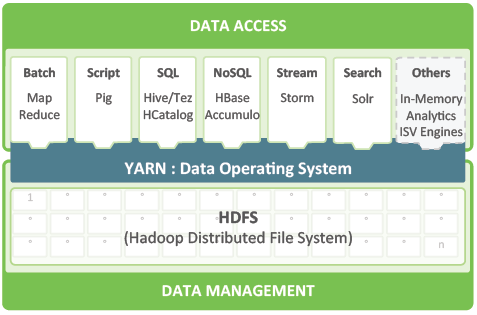 DATA ACCESS
Batch
Map
Reduce
Script
Pig
SQL
Hive/Tez
HCatalog
NoSQL
HBase
Accumulo
Stream
Storm
Search
Solr
Others
In-Memory
Analytics
ISV Engines
YARN : Data Operating System
1
HDFS
(Hadoop Distributed File System)
n
DATA MANAGEMENT